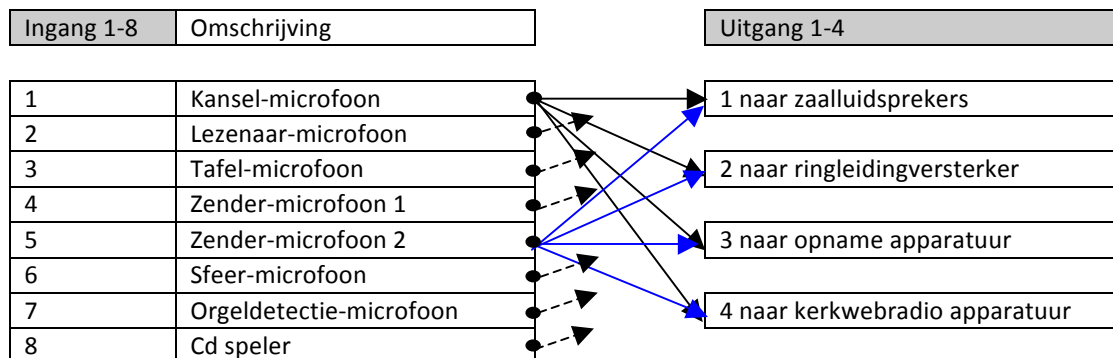 Ingang 1-8 Omschrijving Uitgang 1-4
1 Kansel-microfoon 1 naar zaalluidsprekers
2 Lezenaar-microfoon
3 Tafel-microfoon 2 naar ringleidingversterker
4 Zender-microfoon 1
5 Zender-microfoon 2 3 naar opname apparatuur
6 Sfeer-microfoon
7 Orgeldetectie-microfoon 4 naar kerkwebradio apparatuur
8 Cd speler